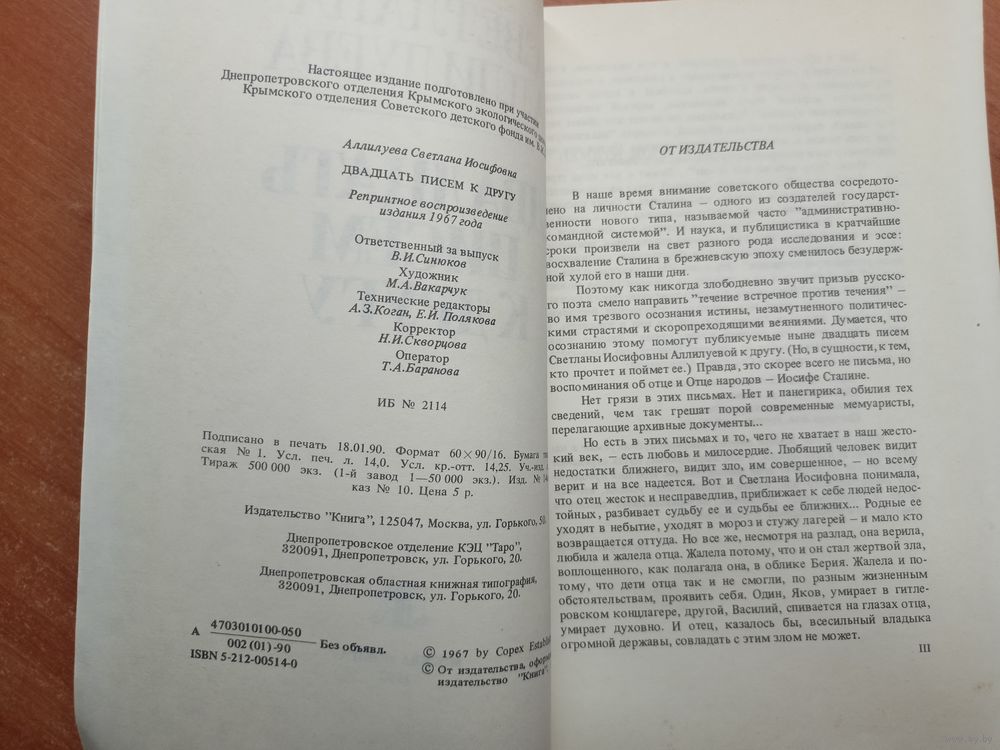 Настоящее издание подготовлено при участии
Днепропетровского отделения Крымского экологического
Крымского отделения Советского детского фонда им. В.И.
Аллилуева Светлана Иосифовна
ДВАДЦАТЬ ПИСЕМ К ДРУГУ
Репринтное воспроизведение
издания 1967 года
Ответственный за выпуск
В.И.Синюков
Художник
М.А.Вакарчук
Технические редакторы
А.З.Коган, Е.И.Полякова
Корректор
Н.И.Скворцова
Оператор
Т.А.Баранова
ИБ № 2114
Подписано в печать 18.01.90. Формат 60×90/16. Бумага
ская № 1. Усл. печ. л. 14,0. Усл. кр.-отт. 14,25. Уч.-изд.
Тираж 500 000 экз. (1-й завод 1—50 000 экз.). Изд. №
каз № 10. Цена 5 р.
Издательство "Книга", 125047, Москва, ул. Горького, 50.
Днепропетровское отделение КЭЦ "Таро",
320091, Днепропетровск, ул. Горького, 20.
Днепропетровская областная книжная типография,
320091, Днепропетровск, ул. Горького, 20.
А 4703010100-050
002 (01)-90 Без объявл.
ISBN 5-212-00514-0
© 1967 by Copex
© От издательства,
издательство "Книга".
ОТ ИЗДАТЕЛЬСТВА
В наше время внимание советского общества сосредото-
чено на личности Сталина — одного из создателей государст-
венности нового типа, называемой часто "административно-
командной системой". И наука, и публицистика в кратчайшие
сроки произвели на свет разного рода исследования и эссе:
восхваление Сталина в брежневскую эпоху сменилось безудерж-
ной хулой его в наши дни.
Поэтому как никогда злободневно звучит призыв русско-
го поэта смело направить "течение встречное против течения" —
во имя трезвого осознания истины, незамутненного политичес-
кими страстями и скоропреходящими веяниями. Думается, что
осознанию этому помогут публикуемые ныне двадцать писем
Светланы Иосифовны Аллилуевой к другу. (Но, в сущности, к тем,
кто прочтет и поймет ее.) Правда, это скорее всего не письма, но
воспоминания об отце и Отце народов — Иосифе Сталине.
Нет грязи в этих письмах. Нет и панегирика, обилия тех
сведений, чем так грешат порой современные мемуаристы,
перелагающие архивные документы...
Но есть в этих письмах и то, чего не хватает в наш жесто-
кий век, — есть любовь и милосердие. Любящий человек видит
недостатки ближнего, видит зло, им совершенное, — но всему
верит и на все надеется. Вот и Светлана Иосифовна понимала,
что отец жесток и несправедлив, приближает к себе людей недос-
тойных, разбивает судьбу ее и судьбы ее ближних... Родные ее
уходят в небытие, уходят в мороз и стужу лагерей — и мало кто
возвращается оттуда. Но все же, несмотря на разлад, она верила,
любила и жалела отца. Жалела потому, что и он стал жертвой зла,
воплощенного, как полагала она, в облике Берия. Жалела и по-
тому, что дети отца так и не смогли, по разным жизненным
обстоятельствам, проявить себя. Один, Яков, умирает в гитле-
ровском концлагере, другой, Василий, спивается на глазах отца,
умирает духовно. И отец, казалось бы, всесильный владыка
огромной державы, совладать с этим злом не может.
III